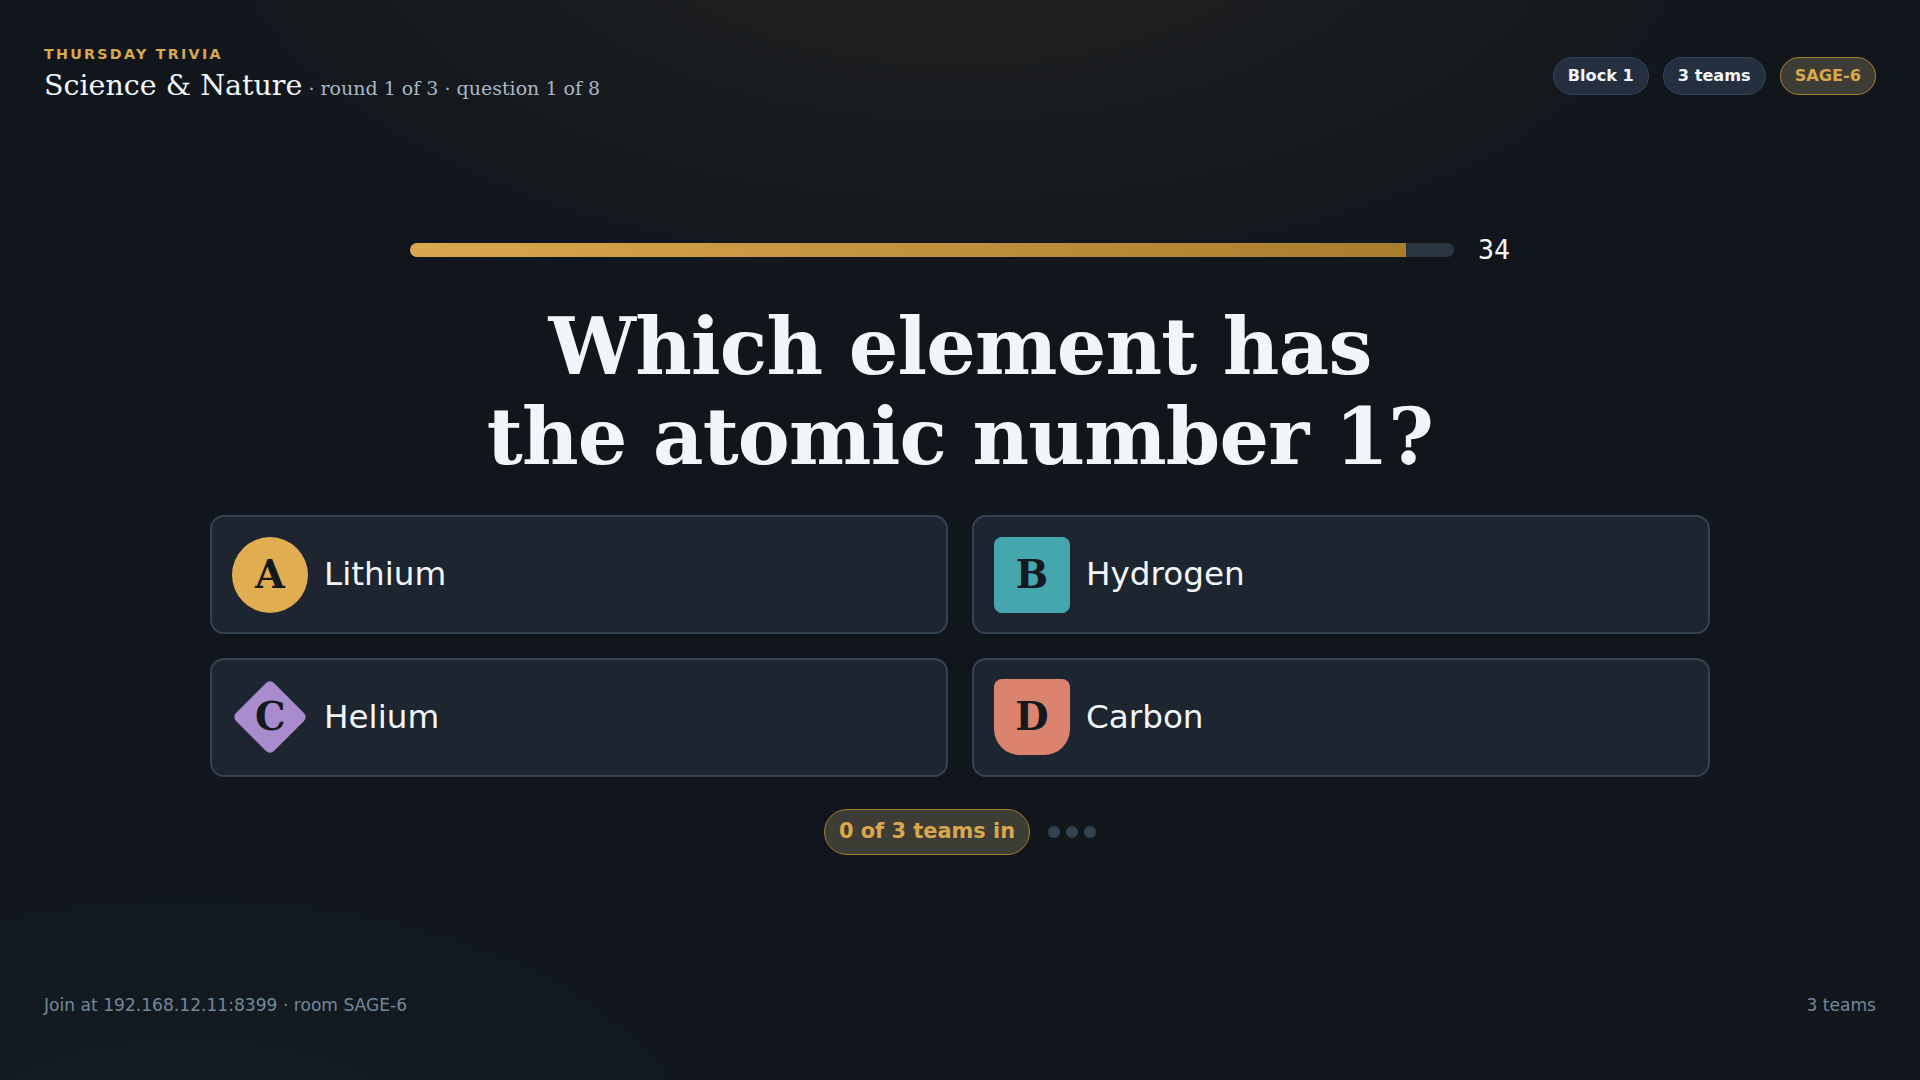 THURSDAY TRIVIA
Science & Nature · round 1 of 3 · question 1 of 8
Block 1
3 teams
SAGE-6
34
Which element has
the atomic number 1?
A Lithium
B Hydrogen
C Helium
D Carbon
0 of 3 teams in
Join at 192.168.12.11:8399 · room SAGE-6
3 teams